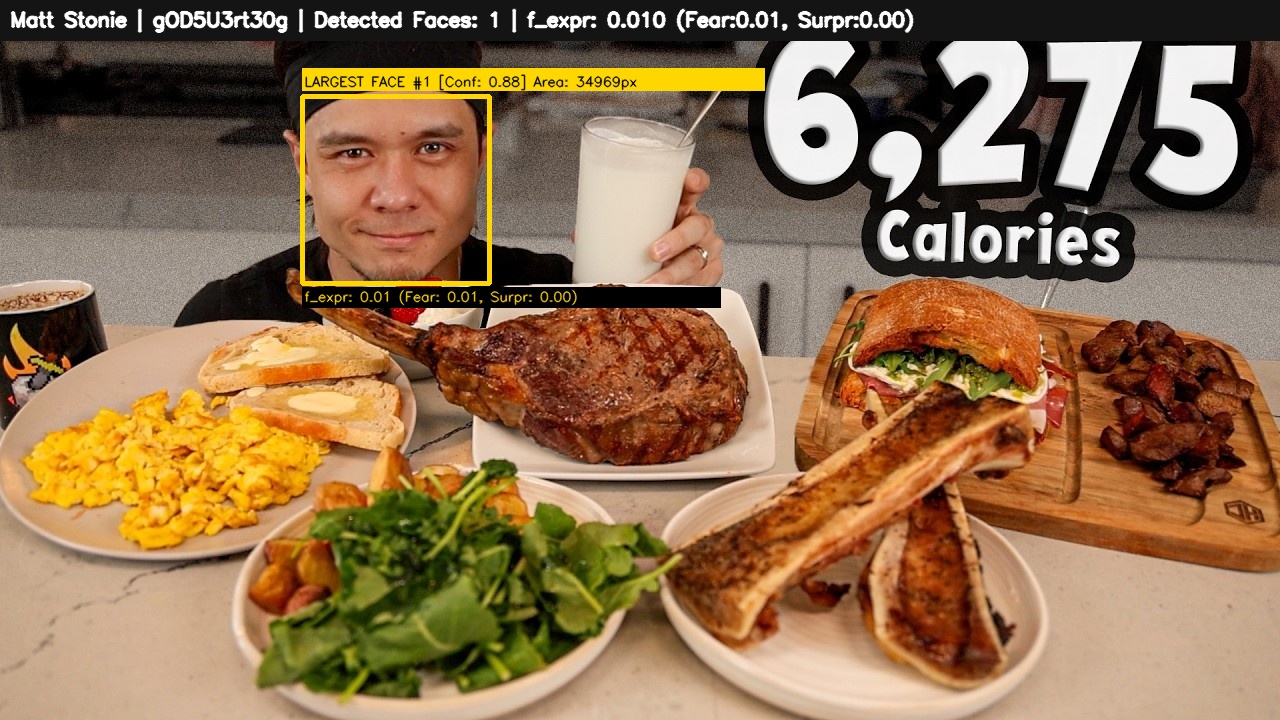 Matt Stonie | gOD5U3rt30g | Detected Faces: 1 | f_expr: 0.010 (Fear:0.01, Surpr:0.00)
LARGEST FACE #1 [Conf: 0.88] Area: 34969px
6,275
Calories
f_expr: 0.01 (Fear: 0.01, Surpr: 0.00)